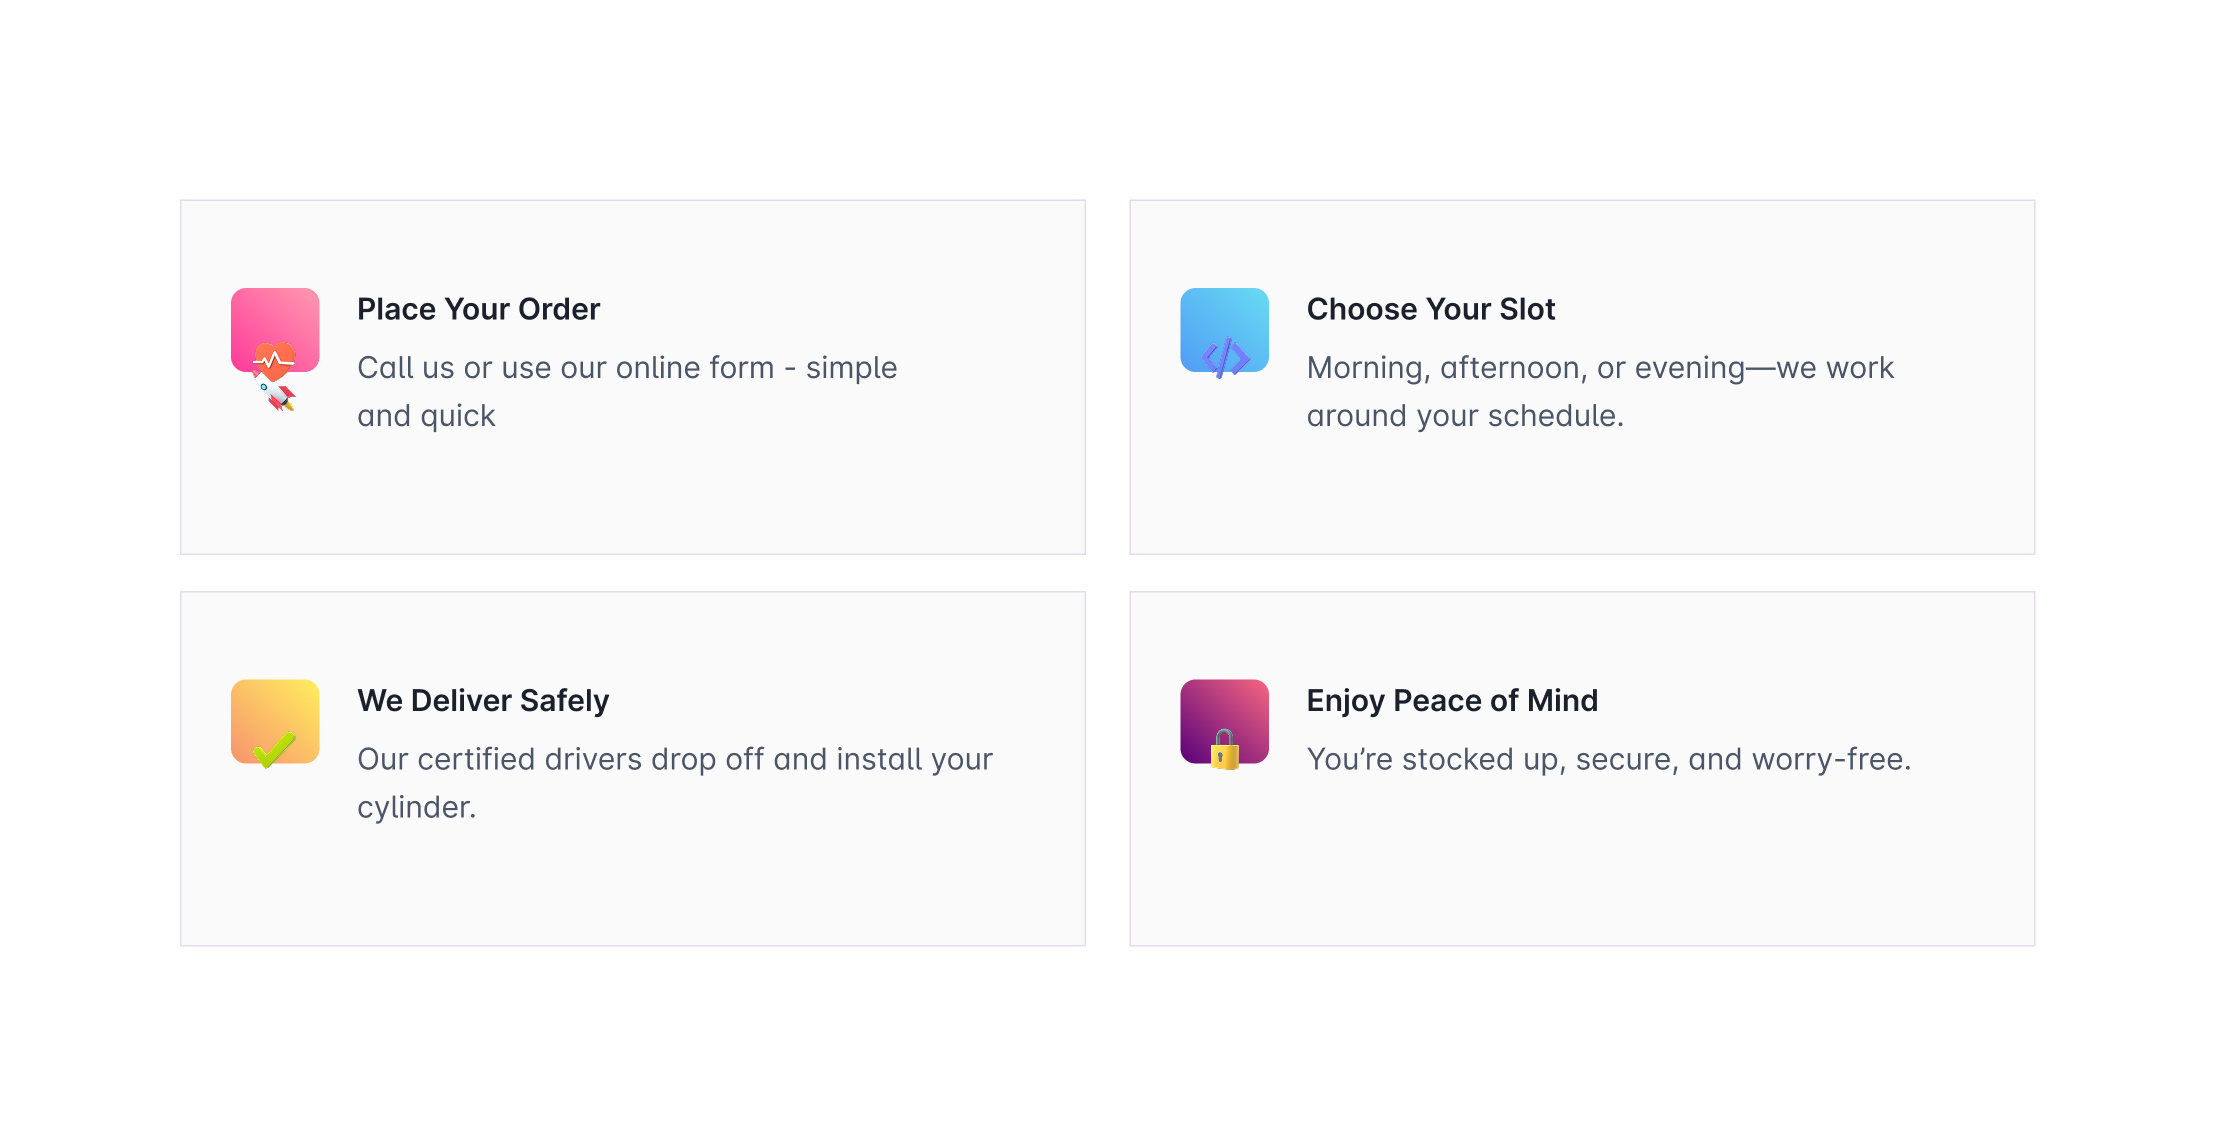 Place Your Order
Call us or use our online form - simple
and quick
Choose Your Slot
Morning, afternoon, or evening—we work
around your schedule.
We Deliver Safely
Our certified drivers drop off and install your
cylinder.
Enjoy Peace of Mind
You’re stocked up, secure, and worry-free.